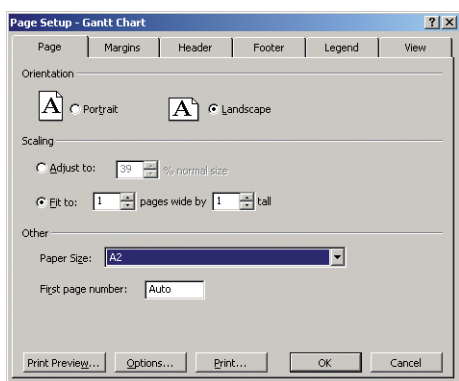 Page Setup - Gantt Chart
Page Margins Header Footer Legend View
Orientation
A Portrait A Landscape
Scaling
Adjust to: 39 % normal size
Fit to: 1 pages wide by 1 tall
Other
Paper Size: A2
First page number: Auto
Print Preview... Options... Print... OK Cancel